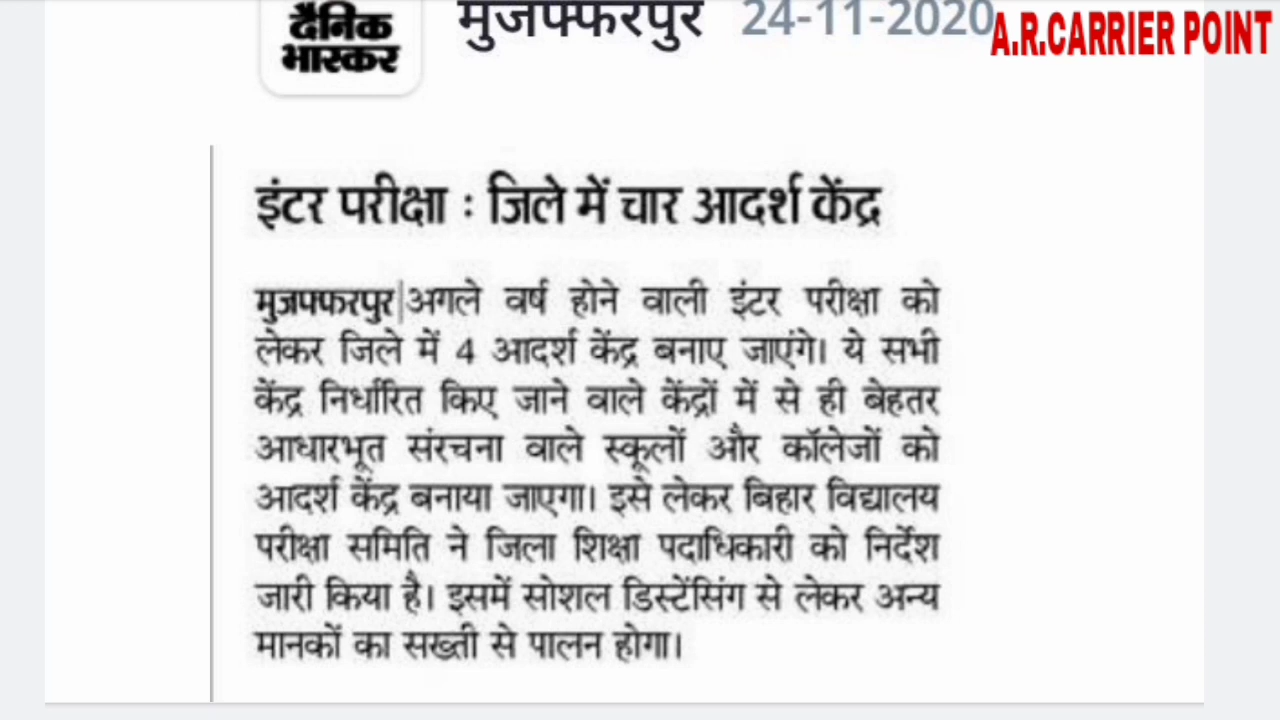 दैनिक
भास्कर
मुजफ्फरपुर 24-11-2020
A.R.CARRIER POINT
इंटर परीक्षा : जिले में चार आदर्श केंद्र
मुजफ्फरपुर|अगले वर्ष होने वाली इंटर परीक्षा को
लेकर जिले में 4 आदर्श केंद्र बनाए जाएंगे। ये सभी
केंद्र निर्धारित किए जाने वाले केंद्रों में से ही बेहतर
आधारभूत संरचना वाले स्कूलों और कॉलेजों को
आदर्श केंद्र बनाया जाएगा। इसे लेकर बिहार विद्यालय
परीक्षा समिति ने जिला शिक्षा पदाधिकारी को निर्देश
जारी किया है। इसमें सोशल डिस्टेंसिंग से लेकर अन्य
मानकों का सख्ती से पालन होगा।